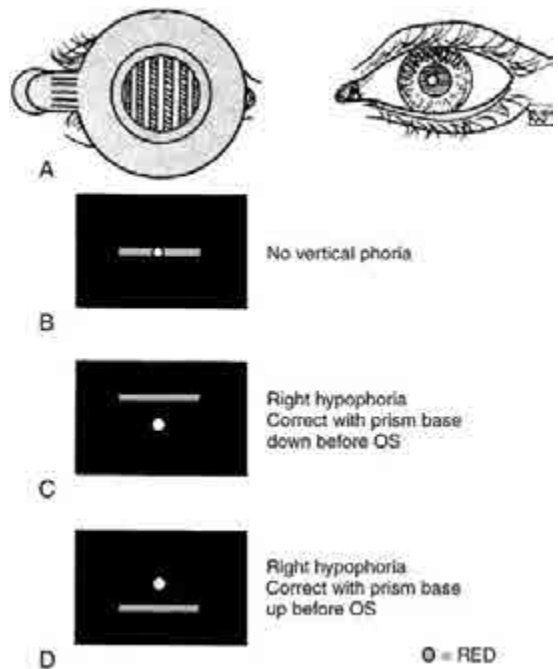 A
B
No vertical phoria
C
Right hypophoria
Correct with prism base
down before OS
D
Right hypophoria
Correct with prism base
up before OS
O = RED